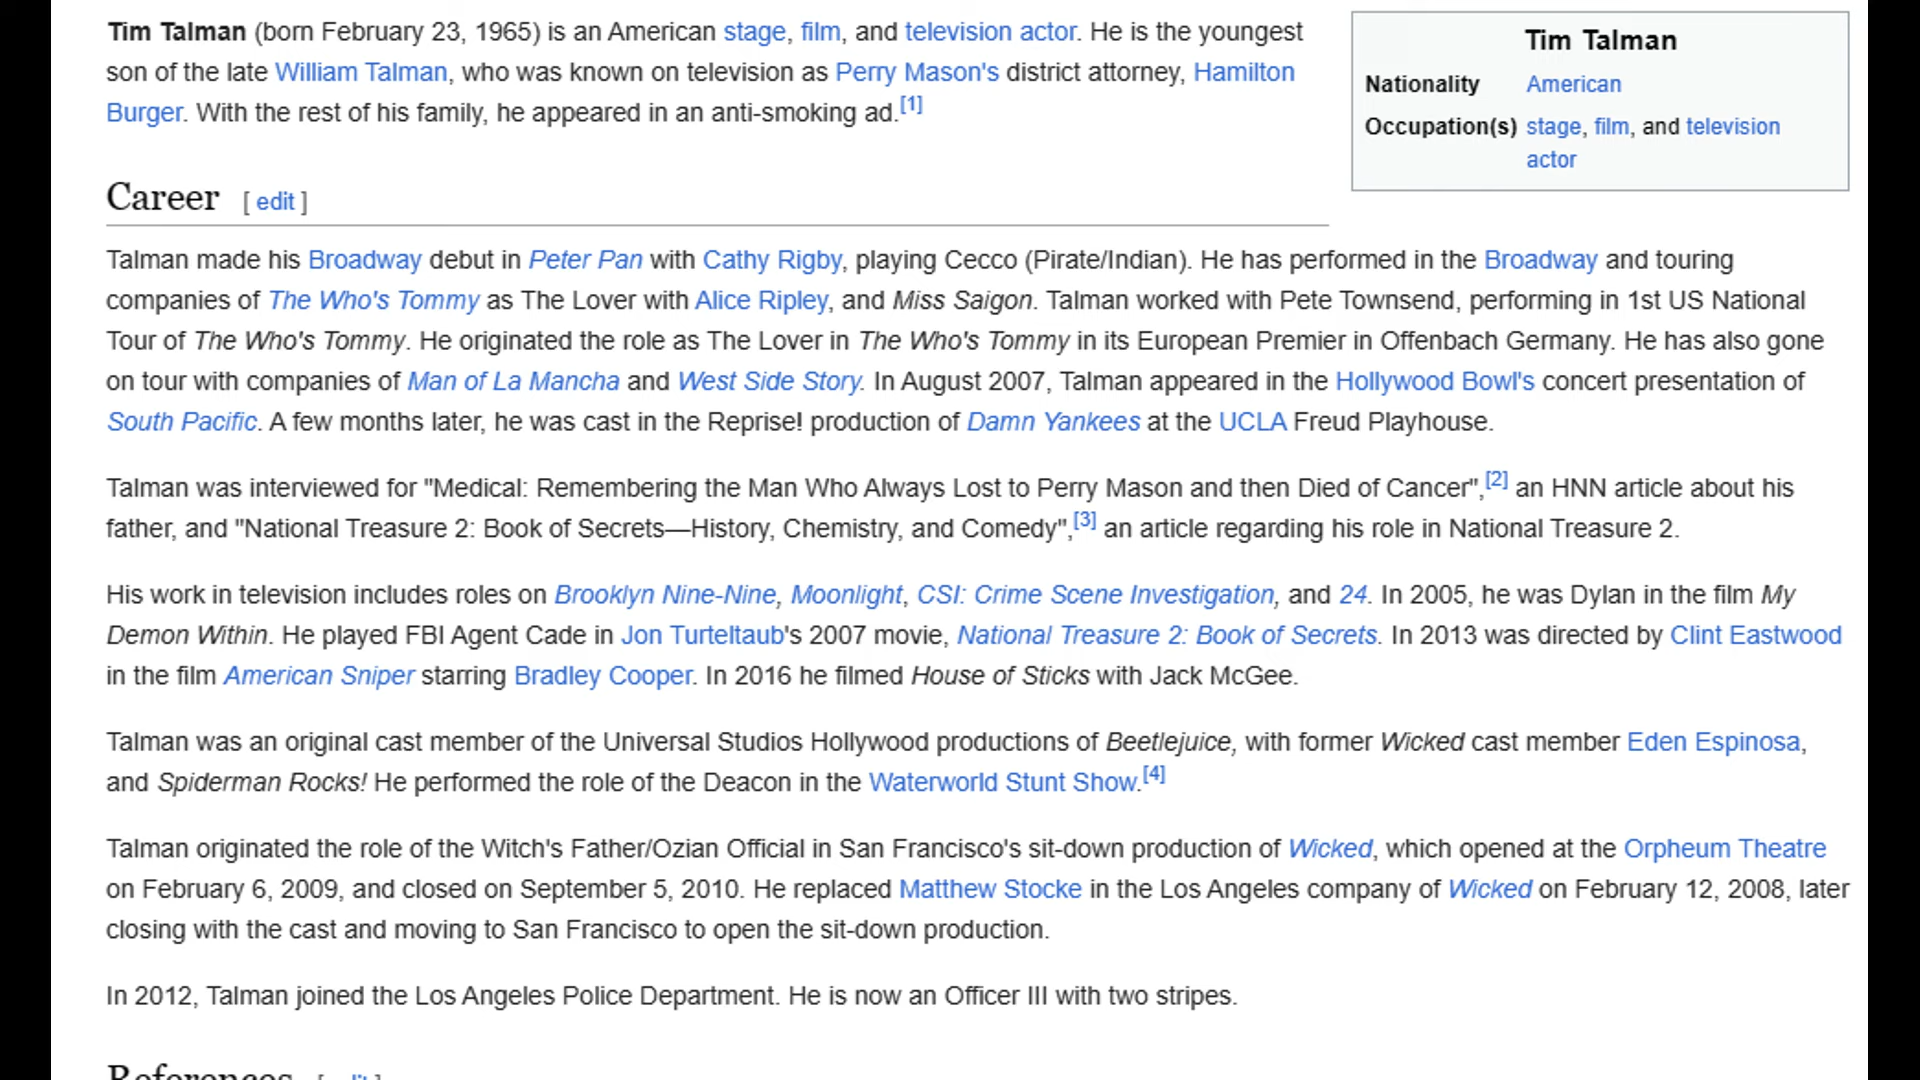 Tim Talman (born February 23, 1965) is an American stage, film, and television actor. He is the youngest
son of the late William Talman, who was known on television as Perry Mason's district attorney, Hamilton
Burger. With the rest of his family, he appeared in an anti-smoking ad.[1]
Tim Talman
Nationality American
Occupation(s) stage, film, and television
actor
Career [ edit ]
Talman made his Broadway debut in Peter Pan with Cathy Rigby, playing Cecco (Pirate/Indian). He has performed in the Broadway and touring
companies of The Who's Tommy as The Lover with Alice Ripley, and Miss Saigon. Talman worked with Pete Townsend, performing in 1st US National
Tour of The Who's Tommy. He originated the role as The Lover in The Who's Tommy in its European Premier in Offenbach Germany. He has also gone
on tour with companies of Man of La Mancha and West Side Story. In August 2007, Talman appeared in the Hollywood Bowl's concert presentation of
South Pacific. A few months later, he was cast in the Reprise! production of Damn Yankees at the UCLA Freud Playhouse.
Talman was interviewed for "Medical: Remembering the Man Who Always Lost to Perry Mason and then Died of Cancer",[2] an HNN article about his
father, and "National Treasure 2: Book of Secrets—History, Chemistry, and Comedy",[3] an article regarding his role in National Treasure 2.
His work in television includes roles on Brooklyn Nine-Nine, Moonlight, CSI: Crime Scene Investigation, and 24. In 2005, he was Dylan in the film My
Demon Within. He played FBI Agent Cade in Jon Turteltaub's 2007 movie, National Treasure 2: Book of Secrets. In 2013 was directed by Clint Eastwood
in the film American Sniper starring Bradley Cooper. In 2016 he filmed House of Sticks with Jack McGee.
Talman was an original cast member of the Universal Studios Hollywood productions of Beetlejuice, with former Wicked cast member Eden Espinosa,
and Spiderman Rocks! He performed the role of the Deacon in the Waterworld Stunt Show.[4]
Talman originated the role of the Witch's Father/Ozian Official in San Francisco's sit-down production of Wicked, which opened at the Orpheum Theatre
on February 6, 2009, and closed on September 5, 2010. He replaced Matthew Stocke in the Los Angeles company of Wicked on February 12, 2008, later
closing with the cast and moving to San Francisco to open the sit-down production.
In 2012, Talman joined the Los Angeles Police Department. He is now an Officer III with two stripes.
References [ edit ]